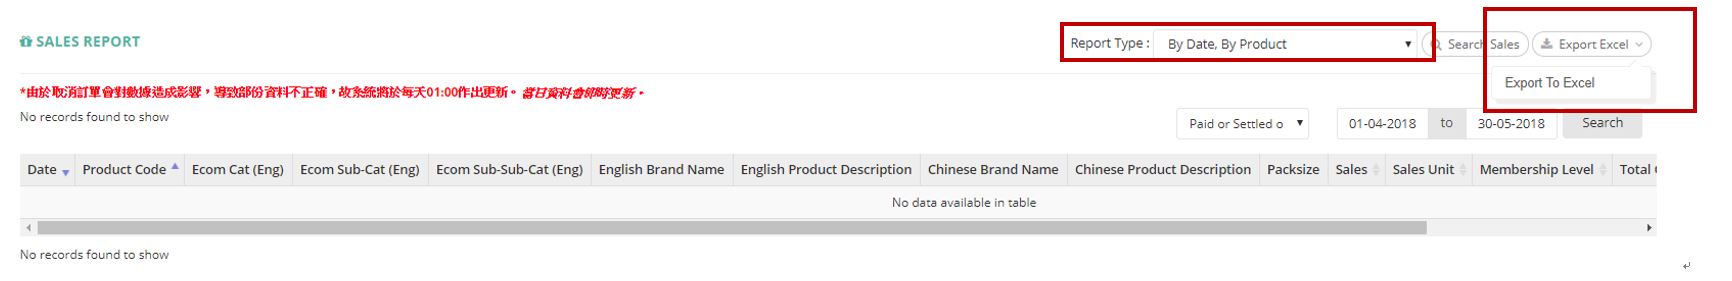 SALES REPORT
Report Type : By Date, By Product Search Sales Export Excel
Export To Excel
*由於取消訂單會對數據造成影響，導致部份資料不正確，故系統將於每天01:00作出更新。當日資料會即時更新。
No records found to show
Paid or Settled o 01-04-2018 to 30-05-2018 Search
Date Product Code Ecom Cat (Eng) Ecom Sub-Cat (Eng) Ecom Sub-Sub-Cat (Eng) English Brand Name English Product Description Chinese Brand Name Chinese Product Description Packsize Sales Sales Unit Membership Level Total
No data available in table
No records found to show